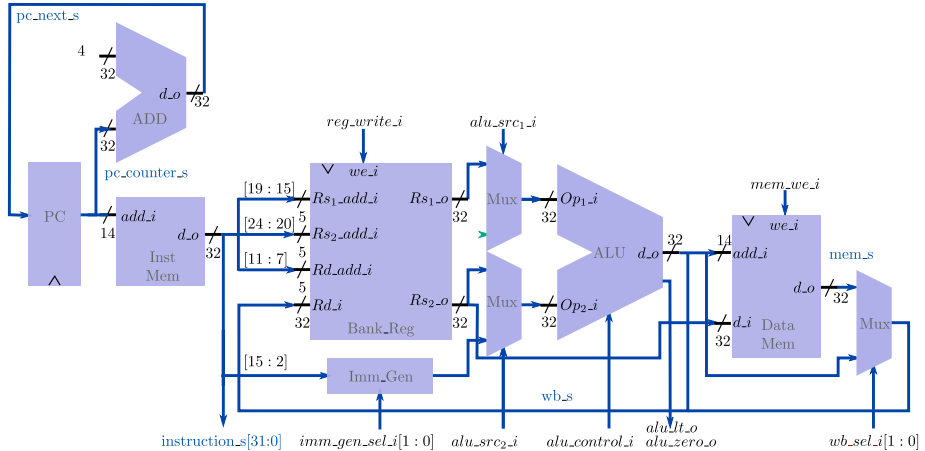 pc_next_s
4
32
d_o
32
ADD
32
pc_counter_s
PC
add_i
14
d_o
32
Inst
Mem
reg_write_i
we_i
[19 : 15]
5
Rs1_add_i
Rs1_o
32
[24 : 20]
5
Rs2_add_i
[11 : 7]
5
Rd_add_i
Rs2_o
32
Rd_i
32
Bank_Reg
[15 : 2]
Imm_Gen
alu_src1_i
Mux
32
Op1_i
Mux
32
Op2_i
ALU
d_o
32
mem_we_i
we_i
14
add_i
mem_s
d_o
32
d_i
32
Data
Mem
Mux
wb_s
instruction_s[31:0]
imm_gen_sel_i[1 : 0]
alu_src2_i
alu_control_i
alu_lt_o
alu_zero_o
wb_sel_i[1 : 0]